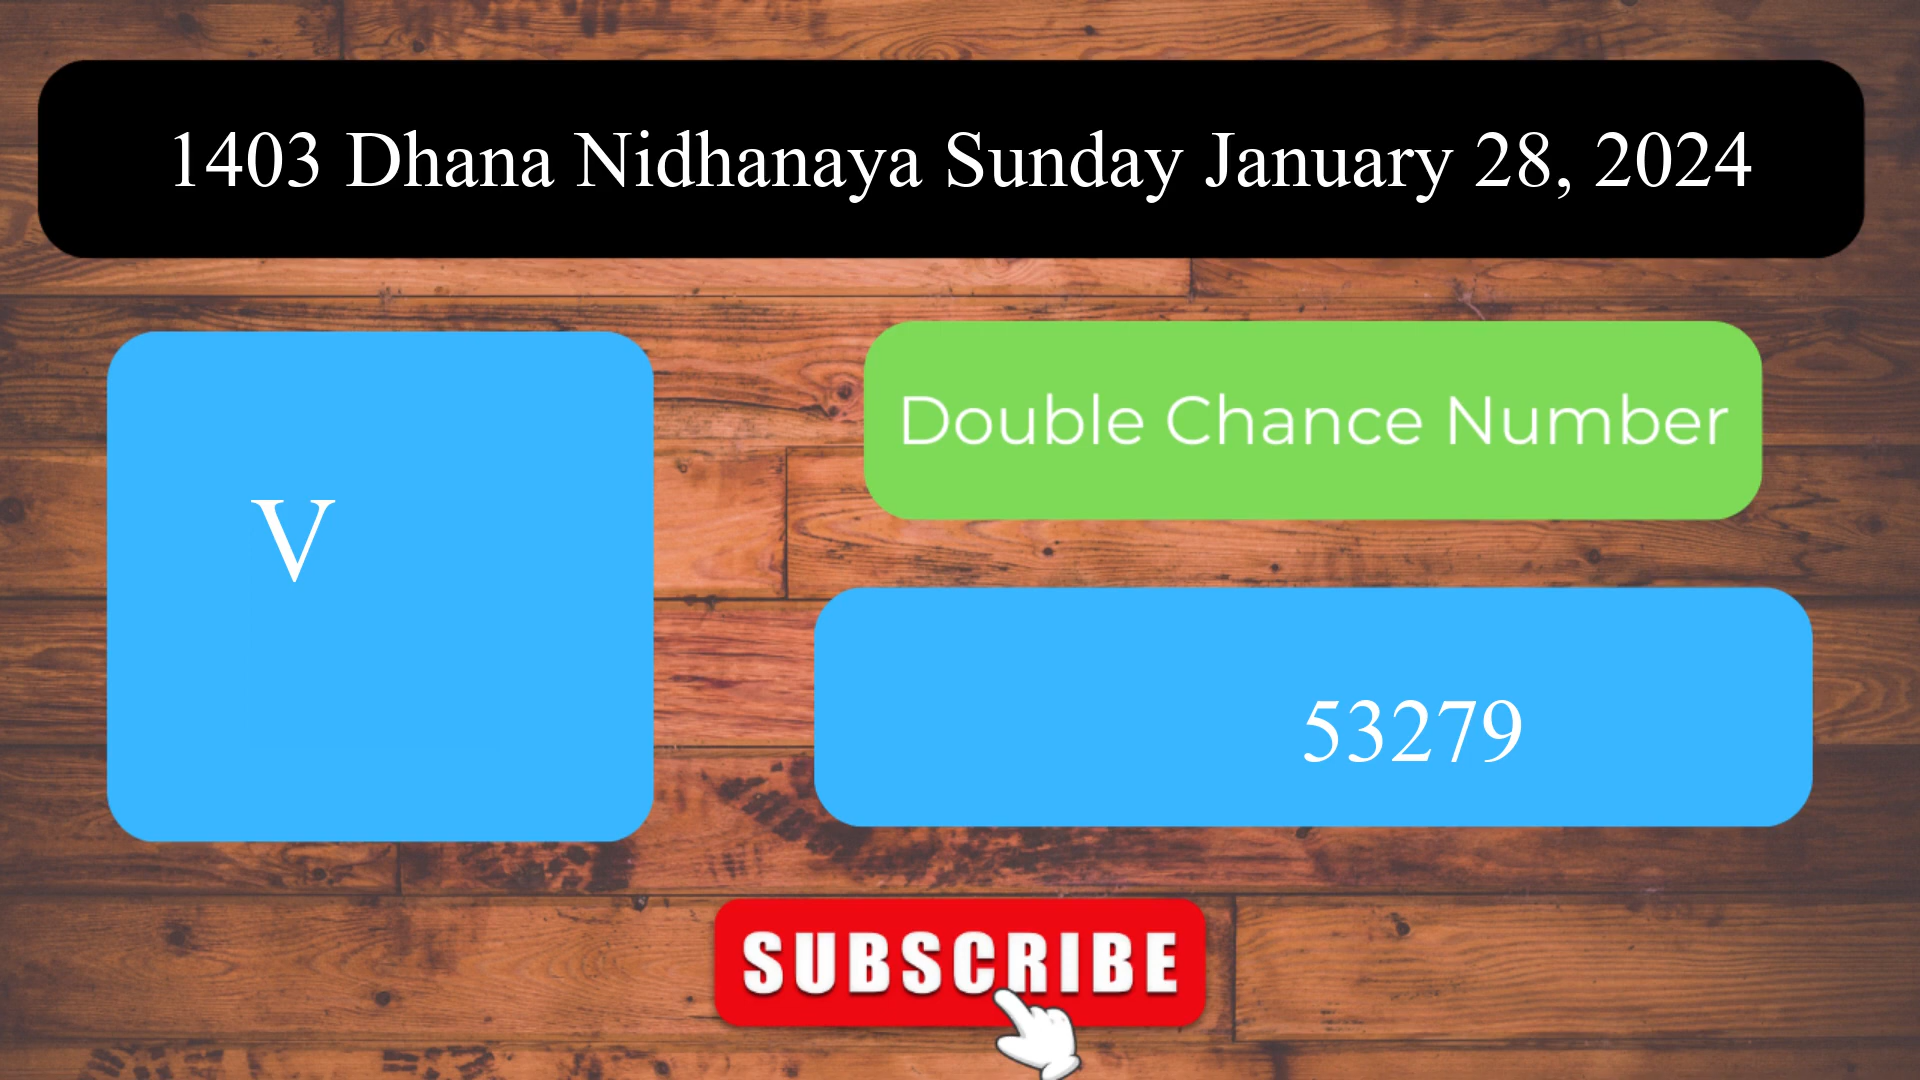 1403 Dhana Nidhanaya Sunday January 28, 2024
Double Chance Number
V
53279
SUBSCRIBE